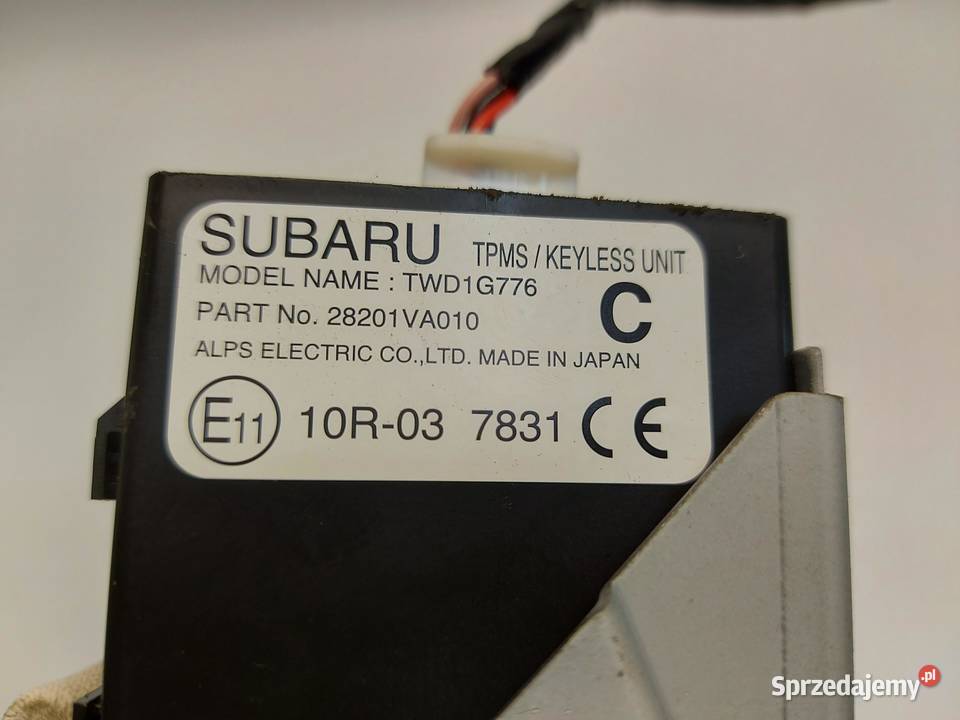 SUBARU TPMS / KEYLESS UNIT
MODEL NAME : TWD1G776
PART No. 28201VA010 C
ALPS ELECTRIC CO.,LTD. MADE IN JAPAN
E11 10R-03 7831 CE
Sprzedajemy.pl